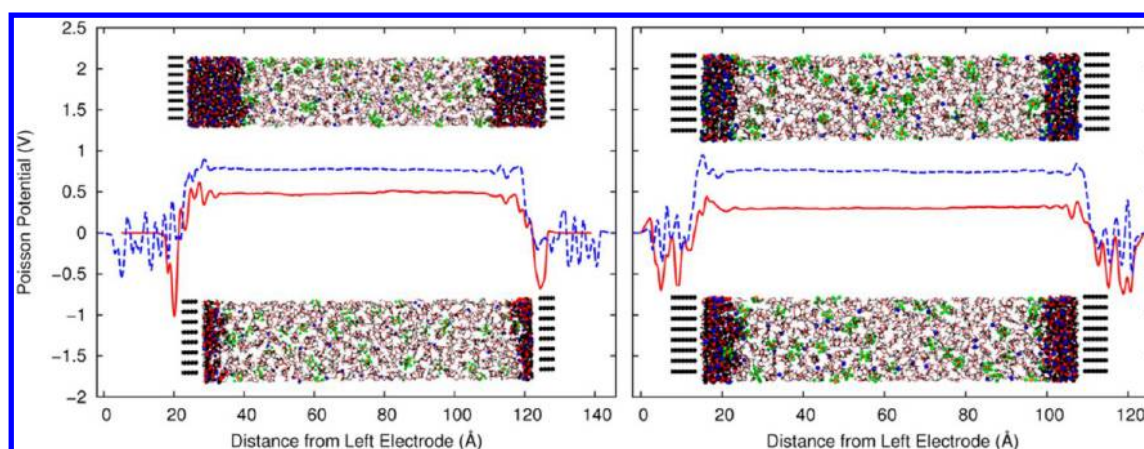 2.5
2
1.5
1
0.5
0
−0.5
−1
−1.5
−2
Poisson Potential (V)
0 20 40 60 80 100 120 140
Distance from Left Electrode (Å)
0 20 40 60 80 100 120
Distance from Left Electrode (Å)